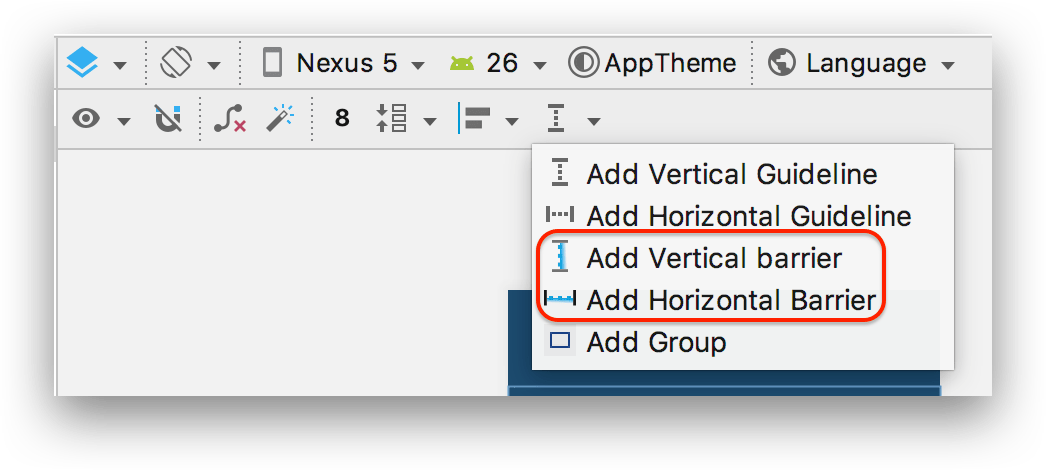 Nexus 5 26 AppTheme Language
8
Add Vertical Guideline
Add Horizontal Guideline
Add Vertical barrier
Add Horizontal Barrier
Add Group